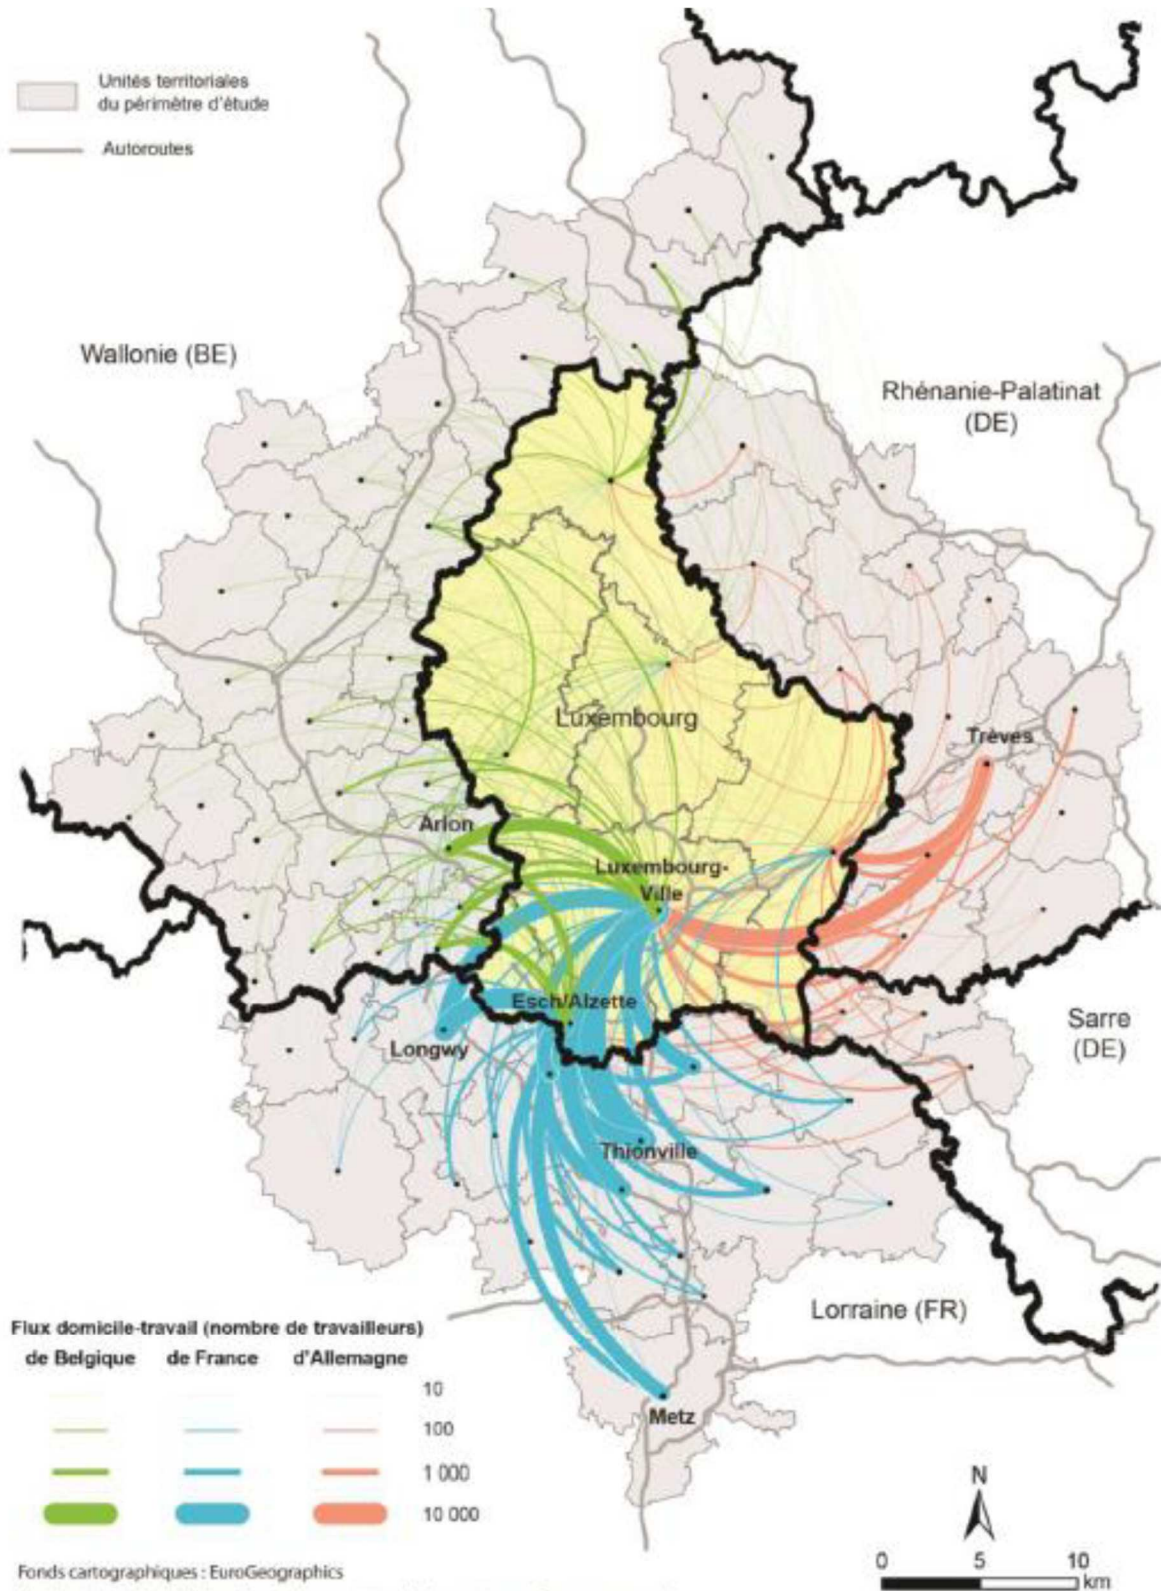 Unités territoriales
du périmètre d'étude
Autoroutes
Wallonie (BE)
Rhénanie-Palatinat
(DE)
Luxembourg
Trèves
Arlon
Luxembourg-
Ville
Esch/Alzette
Longwy
Sarre
(DE)
Thionville
Lorraine (FR)
Metz
Flux domicile-travail (nombre de travailleurs)
de Belgique de France d'Allemagne
10
100
1 000
10 000
N
0 5 10
km
Fonds cartographiques : EuroGeographics